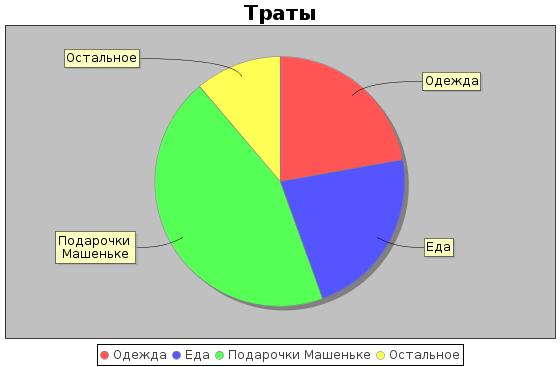 Траты
Остальное
Одежда
Подарочки
Машеньке
Еда
Одежда Еда Подарочки Машеньке Остальное